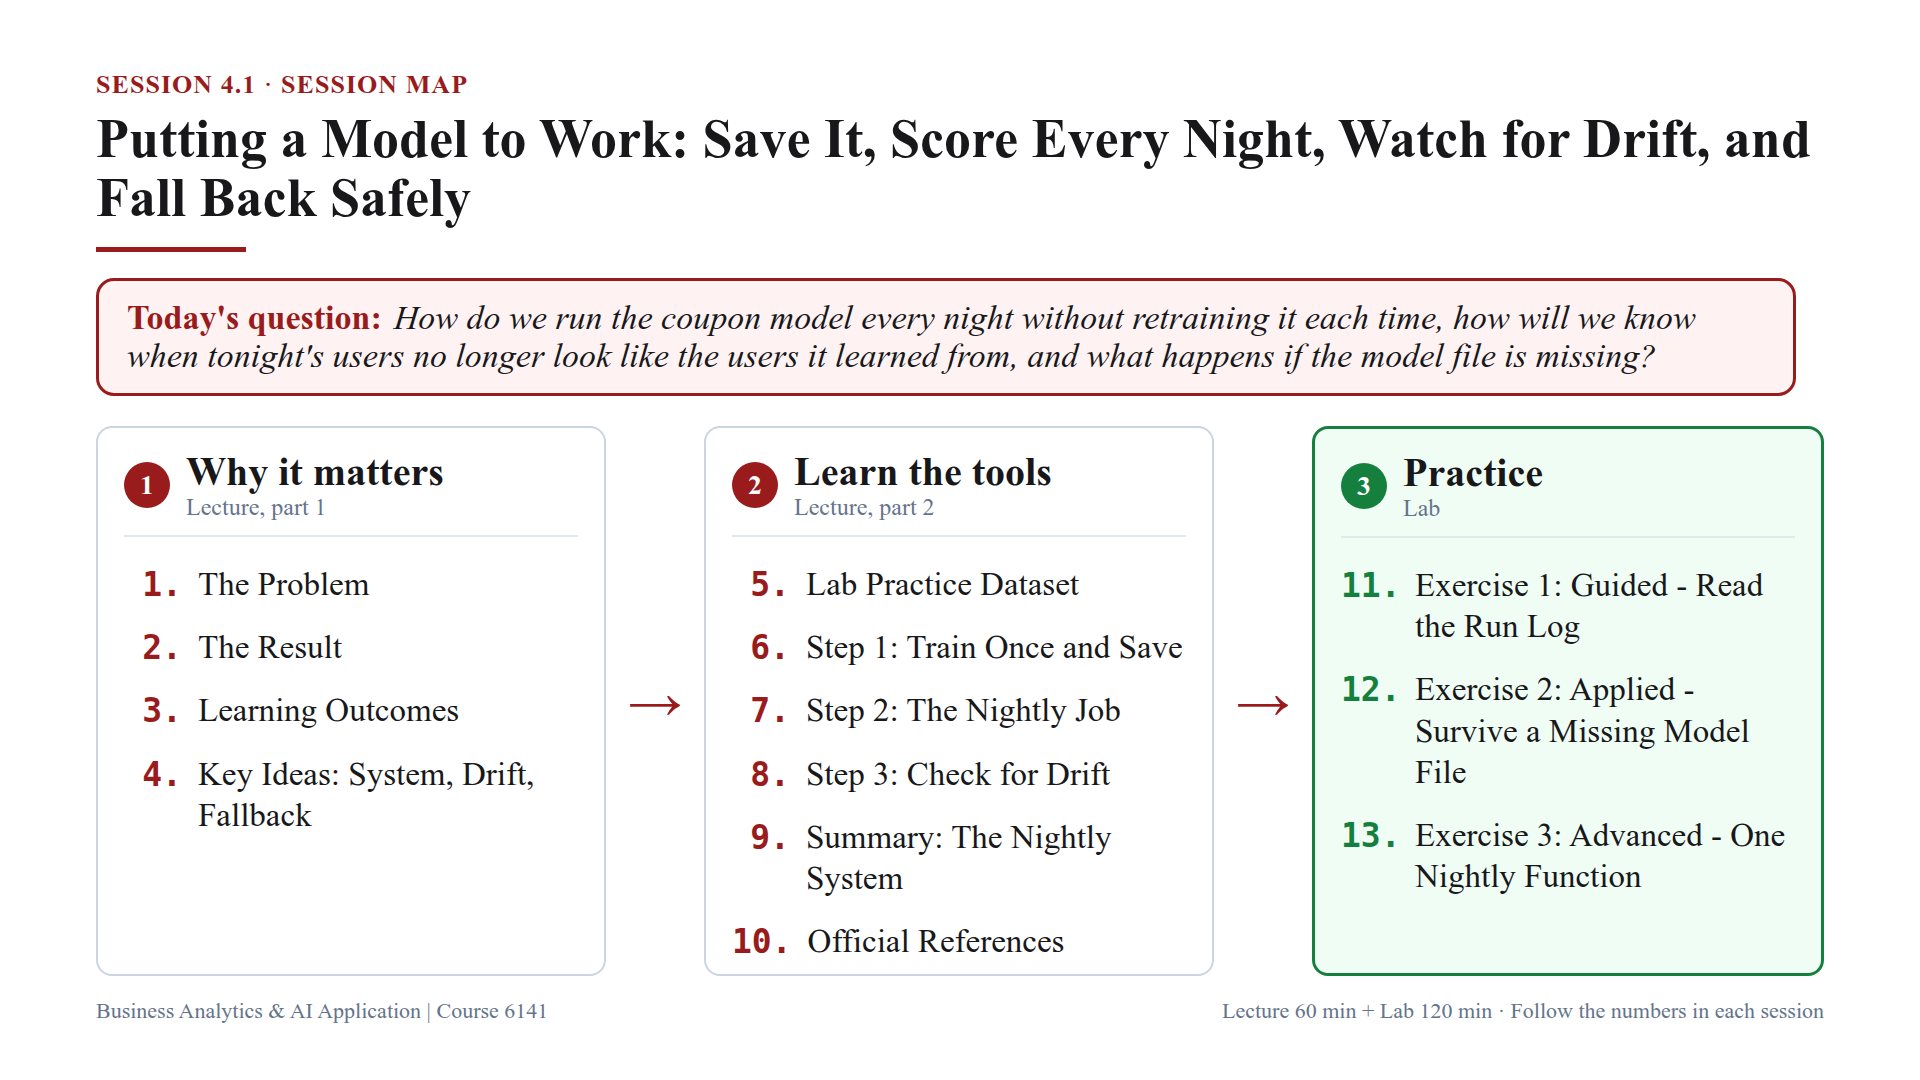 SESSION 4.1 · SESSION MAP
Putting a Model to Work: Save It, Score Every Night, Watch for Drift, and
Fall Back Safely
Today's question: How do we run the coupon model every night without retraining it each time, how will we know
when tonight's users no longer look like the users it learned from, and what happens if the model file is missing?
1 Why it matters
Lecture, part 1
1. The Problem
2. The Result
3. Learning Outcomes
4. Key Ideas: System, Drift,
Fallback
→
2 Learn the tools
Lecture, part 2
5. Lab Practice Dataset
6. Step 1: Train Once and Save
7. Step 2: The Nightly Job
8. Step 3: Check for Drift
9. Summary: The Nightly
System
10. Official References
→
3 Practice
Lab
11. Exercise 1: Guided - Read
the Run Log
12. Exercise 2: Applied -
Survive a Missing Model
File
13. Exercise 3: Advanced - One
Nightly Function
Business Analytics & AI Application | Course 6141
Lecture 60 min + Lab 120 min · Follow the numbers in each session